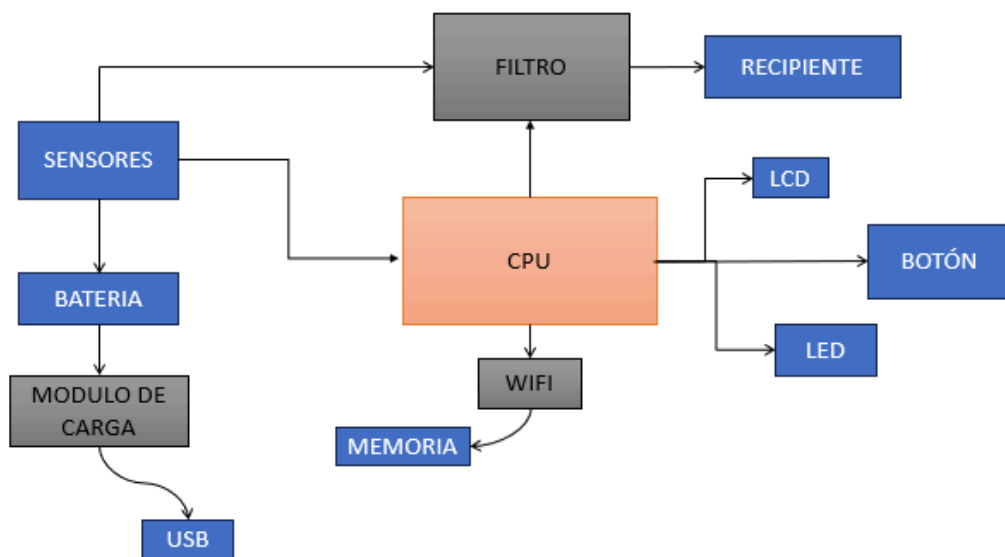 FILTRO
RECIPIENTE
SENSORES
LCD
CPU
BOTÓN
BATERIA
LED
WIFI
MODULO DE
CARGA
MEMORIA
USB